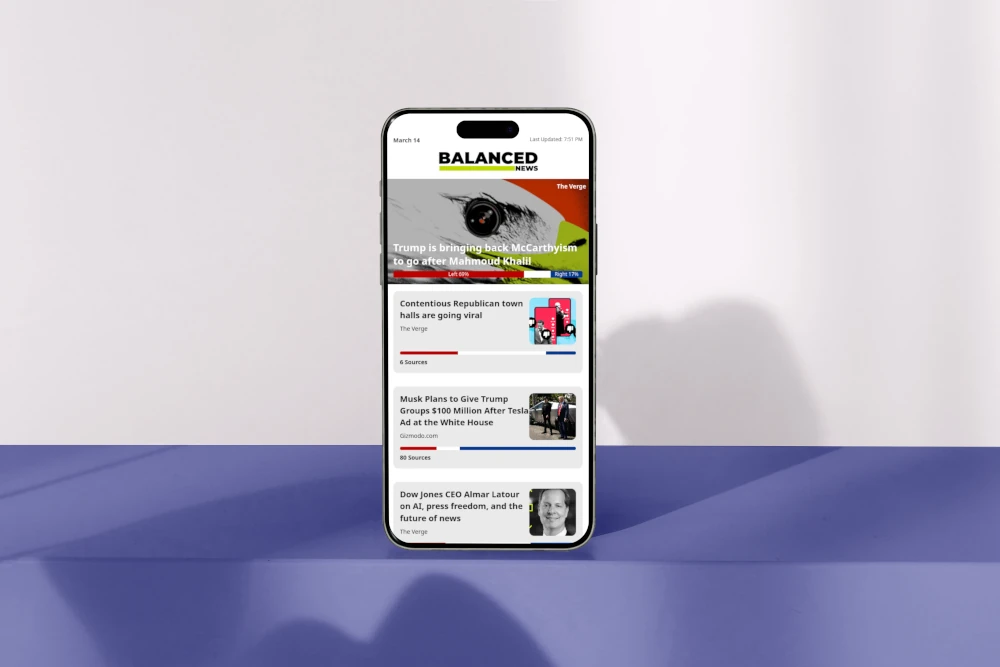 March 14
Last Updated: 7:51 PM
BALANCED
NEWS
The Verge
Trump is bringing back McCarthyism
to go after Mahmoud Khalil
Left 69%
Right 17%
Contentious Republican town
halls are going viral
The Verge
6 Sources
Musk Plans to Give Trump
Groups $100 Million After Tesla
Ad at the White House
Gizmodo.com
80 Sources
Dow Jones CEO Almar Latour
on AI, press freedom, and the
future of news
The Verge